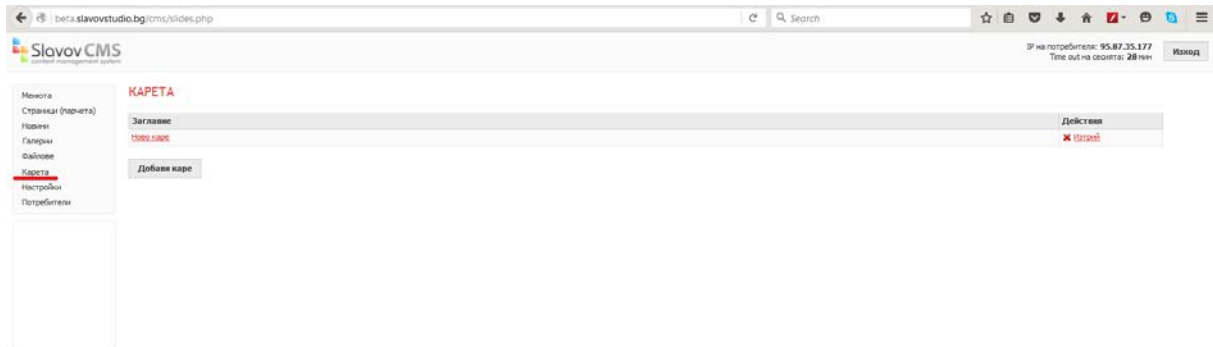 beta.slavovstudio.bg/cms/slides.php
Search
Slavov CMS
content management system
IP на потребителя: 95.87.35.177
Time out на сесията: 28 мин
Изход
Менюта
Страници (парчета)
Новини
Галерии
Файлове
Карета
Настройки
Потребители
КАРЕТА
Заглавие
Действия
Ново каре
Изтрий
Добави каре